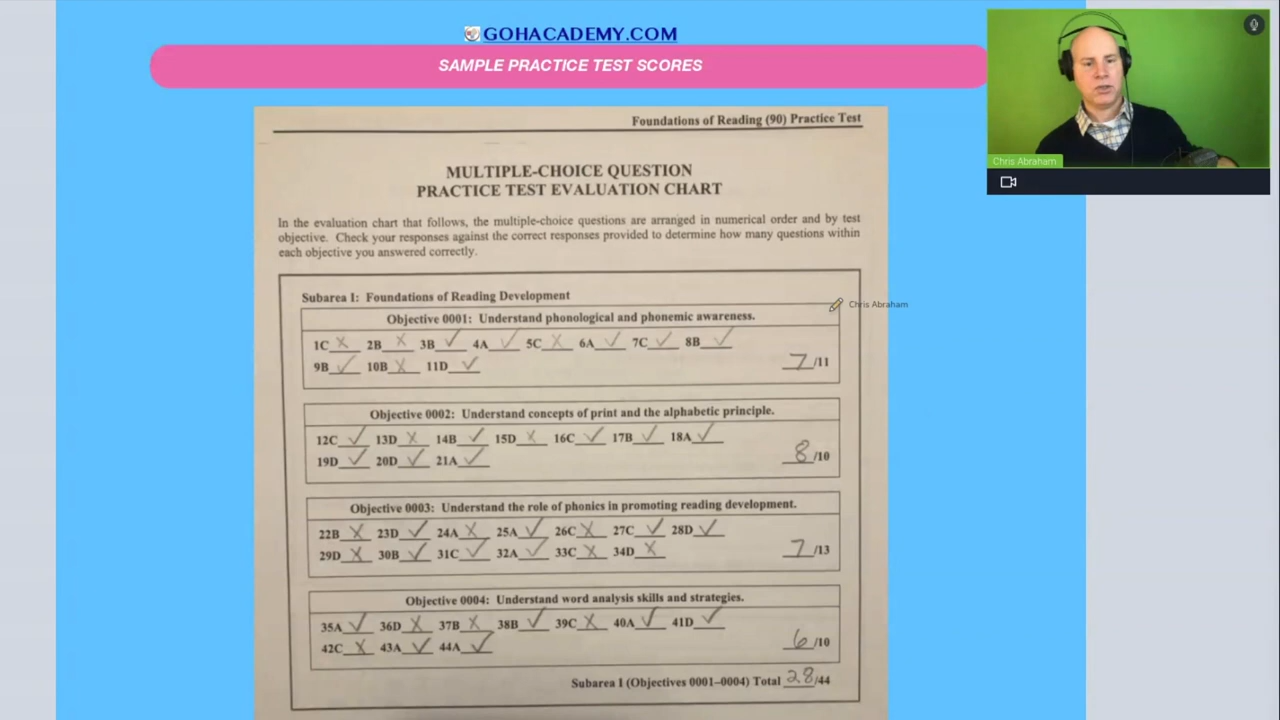 GOHACADEMY.COM
SAMPLE PRACTICE TEST SCORES
Chris Abraham
Foundations of Reading (90) Practice Test
MULTIPLE-CHOICE QUESTION
PRACTICE TEST EVALUATION CHART
In the evaluation chart that follows, the multiple-choice questions are arranged in numerical order and by test
objective. Check your responses against the correct responses provided to determine how many questions within
each objective you answered correctly.
Subarea I: Foundations of Reading Development
Chris Abraham
Objective 0001: Understand phonological and phonemic awareness.
1C X 2B X 3B ✓ 4A ✓ 5C X 6A ✓ 7C ✓ 8B ✓
9B ✓ 10B X 11D ✓ 7/11
Objective 0002: Understand concepts of print and the alphabetic principle.
12C ✓ 13D X 14B ✓ 15D X 16C ✓ 17B ✓ 18A ✓
19D ✓ 20D ✓ 21A ✓ 8/10
Objective 0003: Understand the role of phonics in promoting reading development.
22B X 23D ✓ 24A X 25A ✓ 26C X 27C ✓ 28D ✓
29D X 30B ✓ 31C ✓ 32A ✓ 33C X 34D X 7/13
Objective 0004: Understand word analysis skills and strategies.
35A ✓ 36D X 37B X 38B ✓ 39C X 40A ✓ 41D ✓
42C X 43A ✓ 44A ✓ 6/10
Subarea I (Objectives 0001–0004) Total 28/44